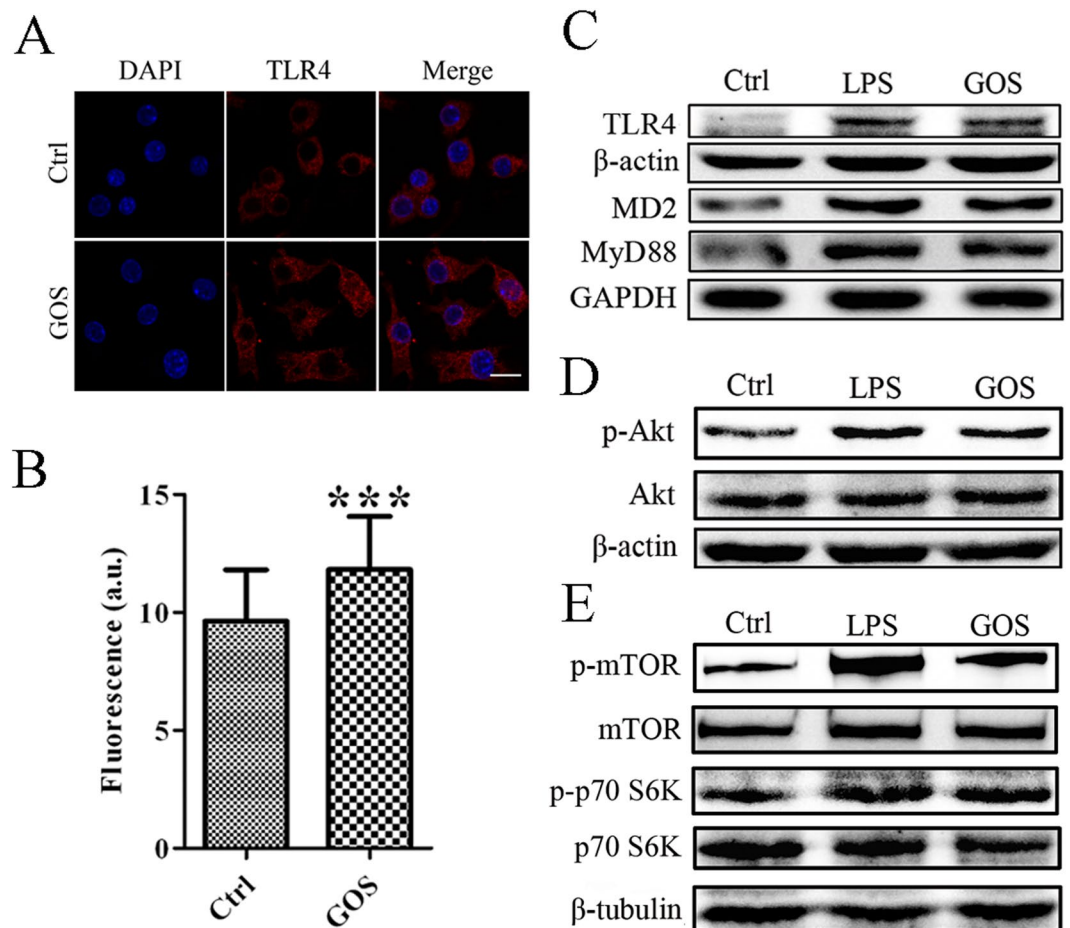 A
DAPI TLR4 Merge
Ctrl
GOS
B
Fluorescence (a.u.)
15
10
5
0
***
Ctrl
GOS
C
Ctrl LPS GOS
TLR4
β-actin
MD2
MyD88
GAPDH
D
Ctrl LPS GOS
p-Akt
Akt
β-actin
E
Ctrl LPS GOS
p-mTOR
mTOR
p-p70 S6K
p70 S6K
β-tubulin